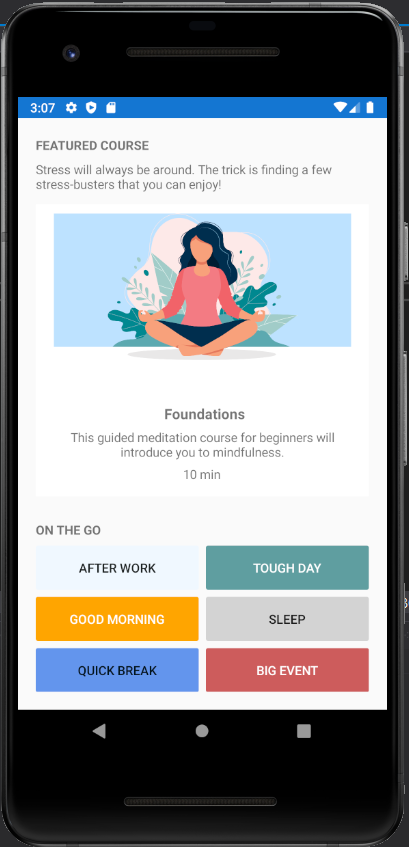 3:07
FEATURED COURSE
Stress will always be around. The trick is finding a few
stress-busters that you can enjoy!
Foundations
This guided meditation course for beginners will
introduce you to mindfulness.
10 min
ON THE GO
AFTER WORK
TOUGH DAY
GOOD MORNING
SLEEP
QUICK BREAK
BIG EVENT